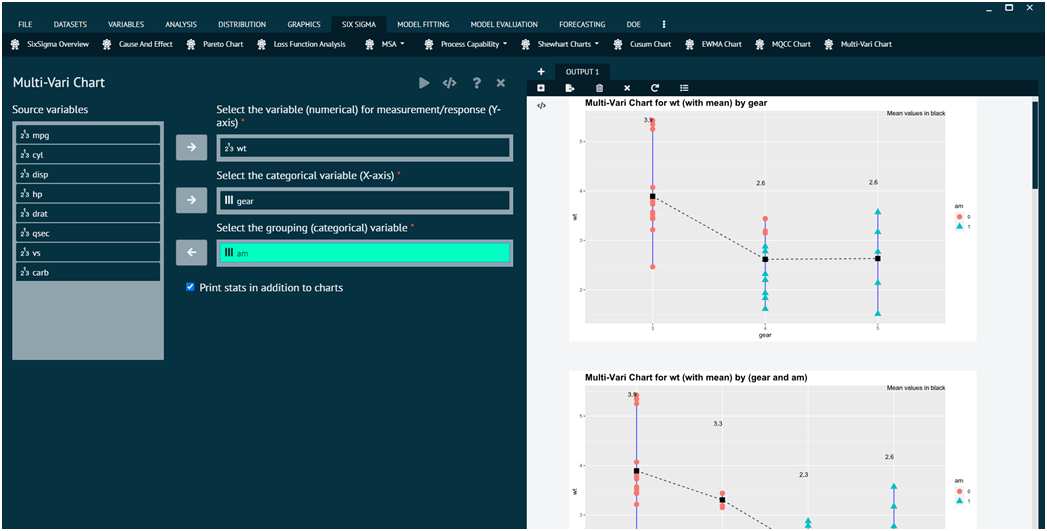 FILE DATASETS VARIABLES ANALYSIS DISTRIBUTION GRAPHICS SIX SIGMA MODEL FITTING MODEL EVALUATION FORECASTING DOE
SixSigma Overview Cause And Effect Pareto Chart Loss Function Analysis MSA Process Capability Shewhart Charts Cusum Chart EWMA Chart MQCC Chart Multi-Vari Chart
Multi-Vari Chart
Source variables
mpg
cyl
disp
hp
drat
qsec
vs
carb
Select the variable (numerical) for measurement/response (Y-
axis) *
wt
Select the categorical variable (X-axis) *
gear
Select the grouping (categorical) variable *
am
Print stats in addition to charts
+ OUTPUT 1
Multi-Vari Chart for wt (with mean) by gear
Mean values in black
3.9
2.6
2.6
5
4
3
2
wt
3 4 5
gear
am
0
1
Multi-Vari Chart for wt (with mean) by (gear and am)
Mean values in black
3.9
3.3
2.3
2.6
5
4
3
wt
am
0
1